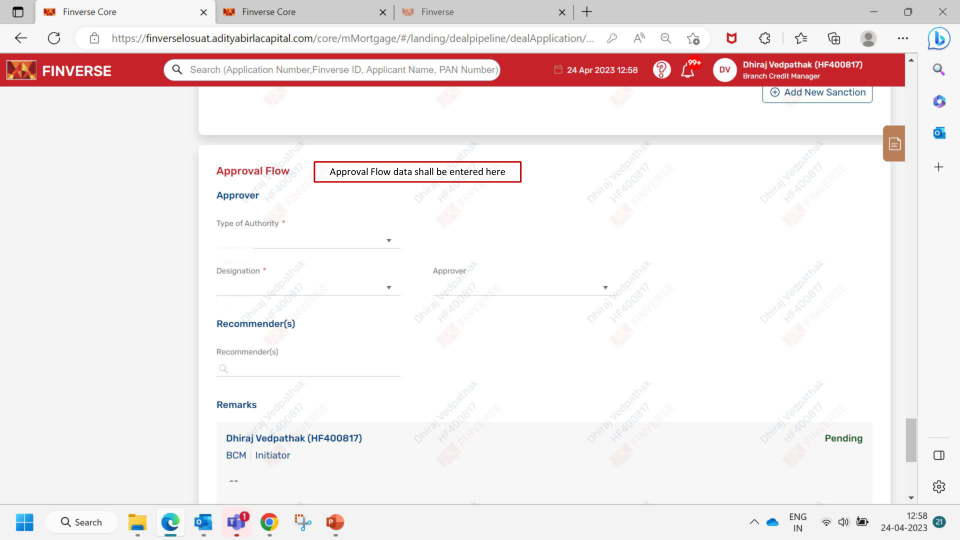 Finverse Core
Finverse Core
Finverse
https://finverselosuat.adityabirlacapital.com/core/mMortgage/#/landing/dealpipeline/dealApplication/...
FINVERSE
Search (Application Number,Finverse ID, Applicant Name, PAN Number)
24 Apr 2023 12:58
99+
DV
Dhiraj Vedpathak (HF400817)
Branch Credit Manager
Add New Sanction
Approval Flow
Approval Flow data shall be entered here
Approver
Type of Authority *
Designation *
Approver
Recommender(s)
Recommender(s)
Remarks
Dhiraj Vedpathak (HF400817)
Pending
BCM | Initiator
--
Dhiraj Vedpathak
HF400817
FINVERSE
Search
1
ENG
IN
12:58
24-04-2023
21